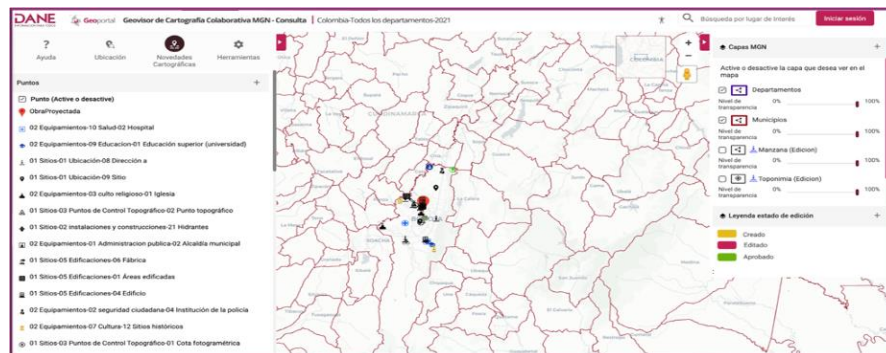 DANE
Geoportal
Geovisor de Cartografía Colaborativa MGN - Consulta
Colombia-Todos los departamentos-2021
Búsqueda por lugar de Interés
Iniciar sesión
Ayuda
Ubicación
Novedades Cartográficas
Herramientas
Puntos
Punto (Active o desactive)
ObraProyectada
02 Equipamientos-10 Salud-02 Hospital
02 Equipamientos-09 Educacion-01 Educación superior (universidad)
01 Sitios-01 Ubicación-08 Dirección a
01 Sitios-01 Ubicación-09 Sitio
02 Equipamientos-03 culto religioso-01 Iglesia
01 Sitios-03 Puntos de Control Topográfico-02 Punto topográfico
01 Sitios-02 instalaciones y construcciones-21 Hidrantes
02 Equipamientos-01 Administracion publica-02 Alcaldía municipal
01 Sitios-05 Edificaciones-06 Fábrica
01 Sitios-05 Edificaciones-01 Áreas edificadas
01 Sitios-05 Edificaciones-04 Edificio
02 Equipamientos-02 seguridad ciudadana-04 Institución de la policía
02 Equipamientos-07 Cultura-12 Sitios históricos
01 Sitios-03 Puntos de Control Topográfico-01 Cota fotogramétrica
COLOMBIA
CUNDINAMARCA
La Calera
SOACHA
Capas MGN
Active o desactive la capa que desea ver en el mapa
Departamentos
Nivel de transparencia 0% 100%
Municipios
Nivel de transparencia 0% 100%
Manzana (Edicion)
Nivel de transparencia 0% 100%
Toponimia (Edicion)
Nivel de transparencia 0% 100%
Leyenda estado de edición
Creado
Editado
Aprobado